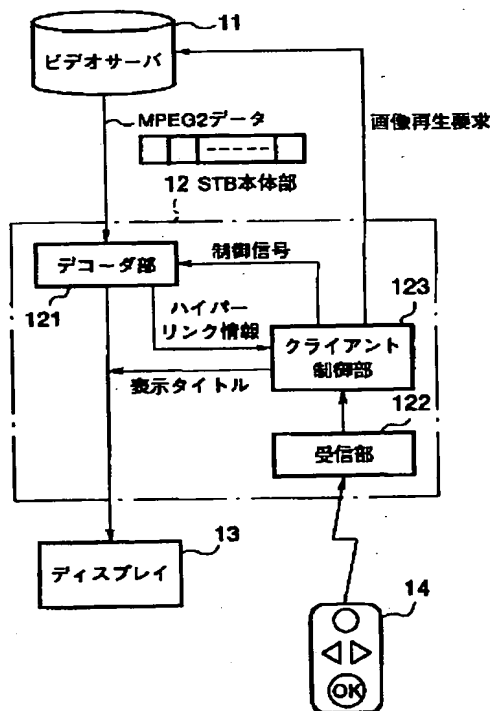 11
ビデオサーバ
MPEG2データ
画像再生要求
12 STB本体部
デコーダ部
制御信号
121
123
ハイパー
リンク情報
クライアント
制御部
表示タイトル
122
受信部
13
ディスプレイ
14
OK